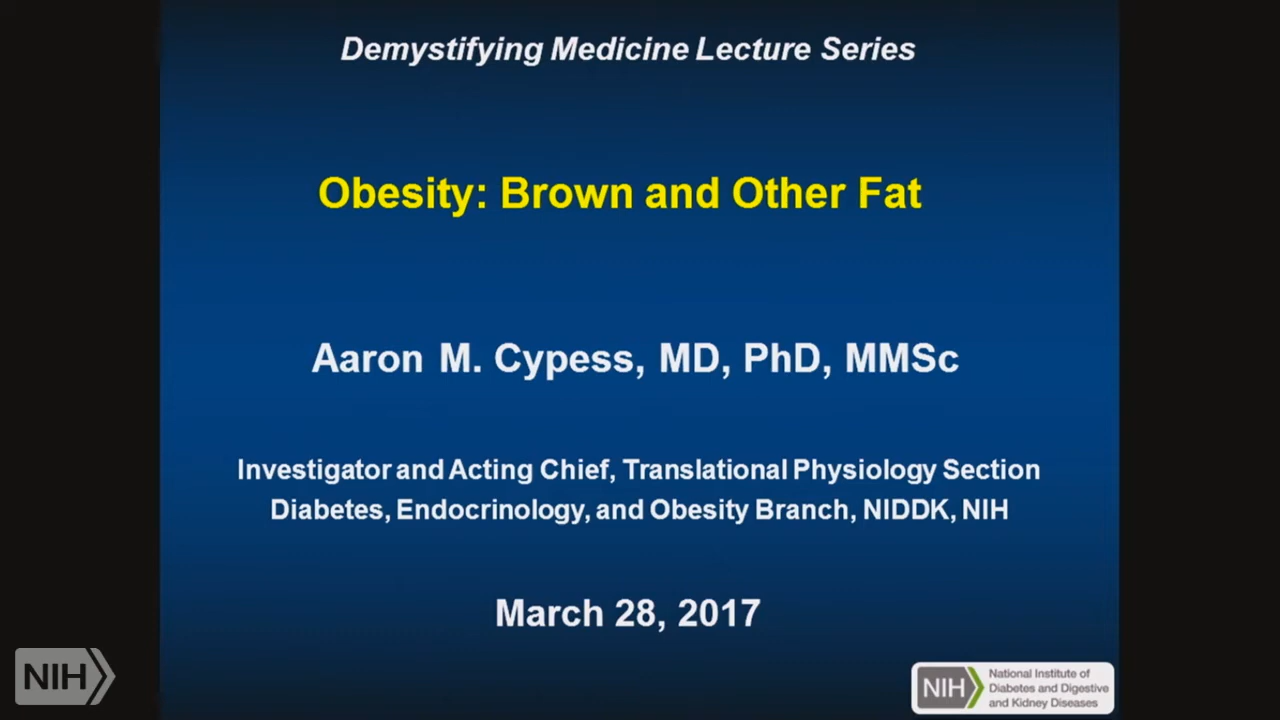 Demystifying Medicine Lecture Series
Obesity: Brown and Other Fat
Aaron M. Cypess, MD, PhD, MMSc
Investigator and Acting Chief, Translational Physiology Section
Diabetes, Endocrinology, and Obesity Branch, NIDDK, NIH
March 28, 2017
NIH
NIH
National Institute of
Diabetes and Digestive
and Kidney Diseases